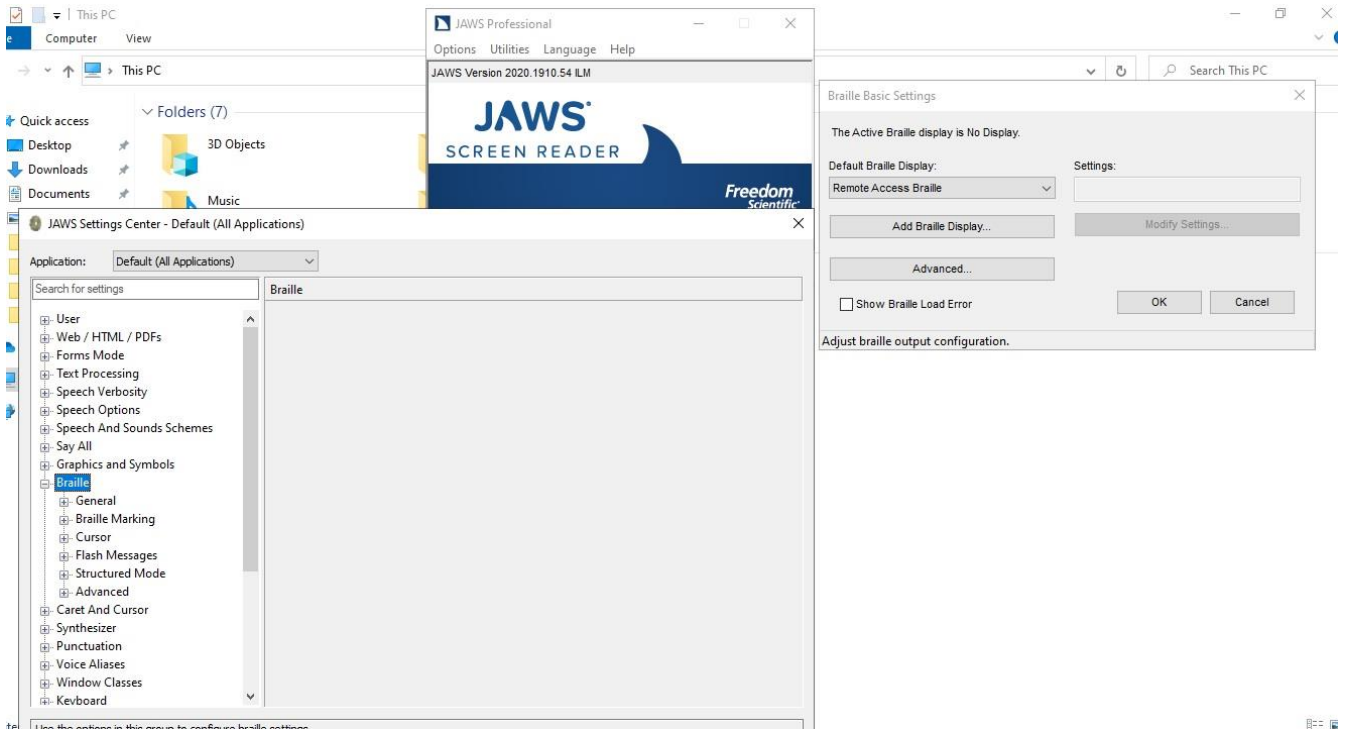 This PC
Computer View
This PC
Search This PC
Quick access
Desktop
Downloads
Documents
Folders (7)
3D Objects
Music
JAWS Professional
Options Utilities Language Help
JAWS Version 2020.1910.54 ILM
JAWS
SCREEN READER
Freedom
Scientific
JAWS Settings Center - Default (All Applications)
Application: Default (All Applications)
Search for settings
Braille
User
Web / HTML / PDFs
Forms Mode
Text Processing
Speech Verbosity
Speech Options
Speech And Sounds Schemes
Say All
Graphics and Symbols
Braille
General
Braille Marking
Cursor
Flash Messages
Structured Mode
Advanced
Caret And Cursor
Synthesizer
Punctuation
Voice Aliases
Window Classes
Keyboard
Use the options in this group to configure braille settings
Braille Basic Settings
The Active Braille display is No Display.
Default Braille Display: Settings:
Remote Access Braille
Add Braille Display... Modify Settings...
Advanced...
Show Braille Load Error OK Cancel
Adjust braille output configuration.